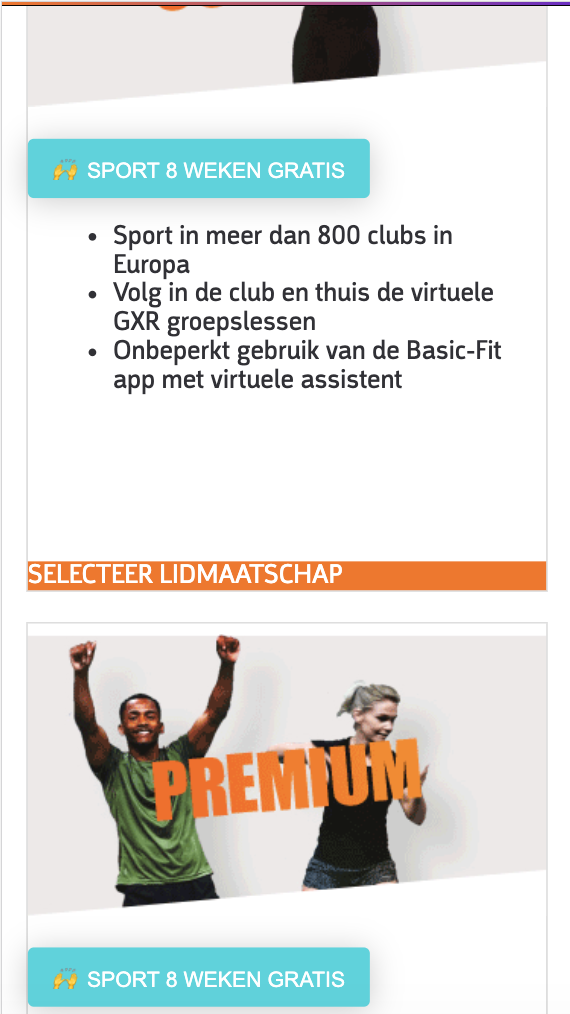 🙌 SPORT 8 WEKEN GRATIS
• Sport in meer dan 800 clubs in
Europa
• Volg in de club en thuis de virtuele
GXR groepslessen
• Onbeperkt gebruik van de Basic-Fit
app met virtuele assistent
SELECTEER LIDMAATSCHAP
PREMIUM
🙌 SPORT 8 WEKEN GRATIS